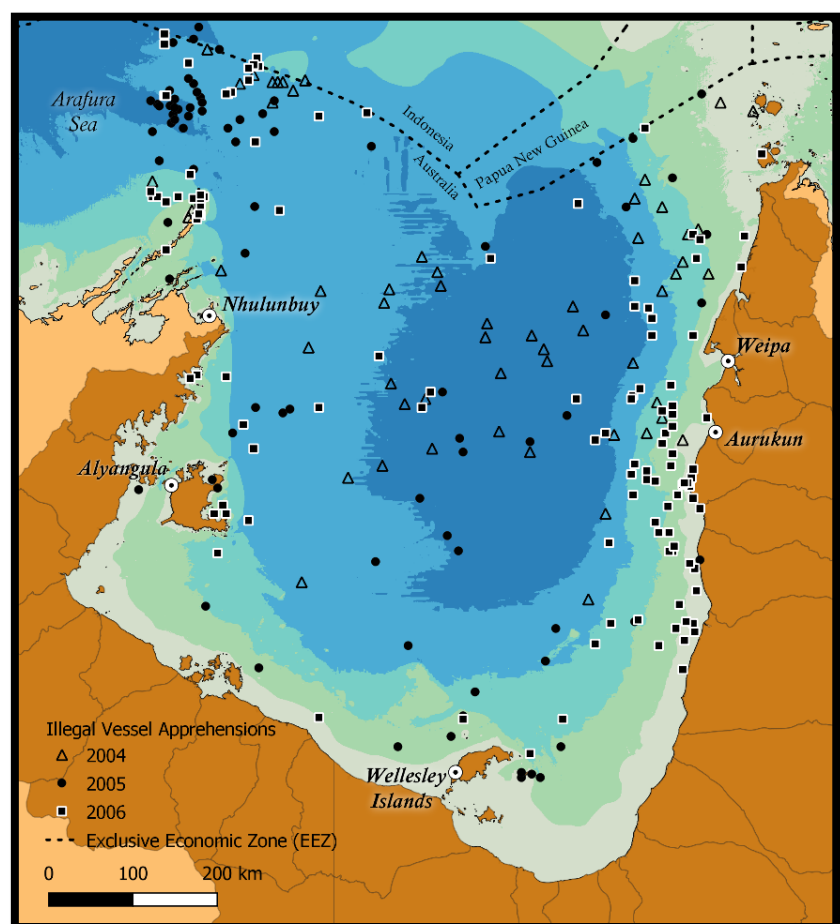 Arafura
Sea
Indonesia
Australia
Papua New Guinea
Nhulunbuy
Weipa
Aurukun
Alyangula
Wellesley
Islands
Illegal Vessel Apprehensions
2004
2005
2006
Exclusive Economic Zone (EEZ)
0 100 200 km